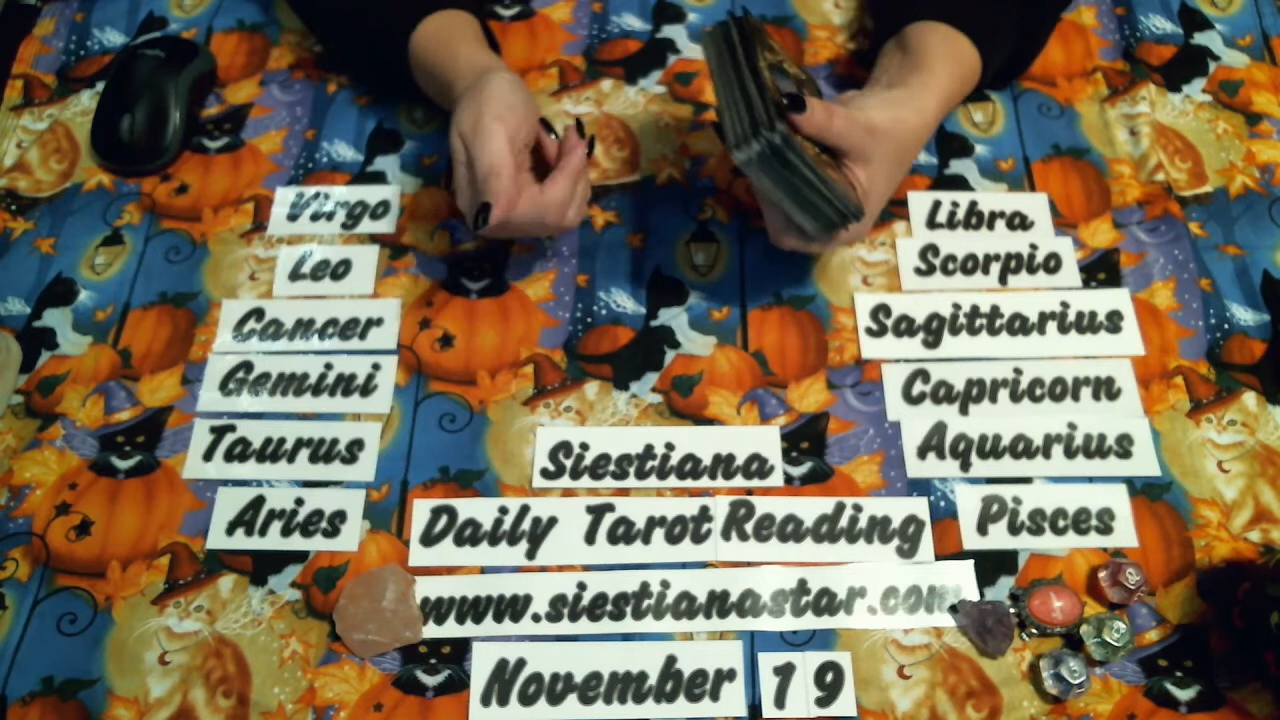 Virgo
Leo
Cancer
Gemini
Taurus
Aries
Libra
Scorpio
Sagittarius
Capricorn
Aquarius
Pisces
Siestiana
Daily Tarot Reading
www.siestianastar.com
November 19